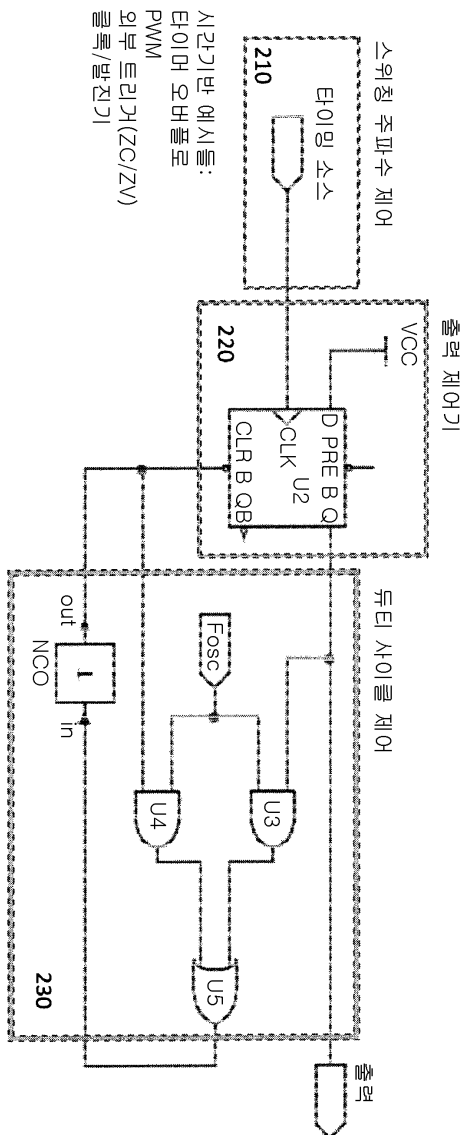 스위칭 주파수 제어
210
타이밍 소스
시간기반 예시들:
타이머 오버플로
PWM
외부 트리거(ZC/ZV)
클록/발진기
출력 제어기
220
VCC
D PRE B Q
U2
CLK
CLR B QB
듀티 사이클 제어
Fosc
U3
U4
U5
out
NCO
I
in
230
출력